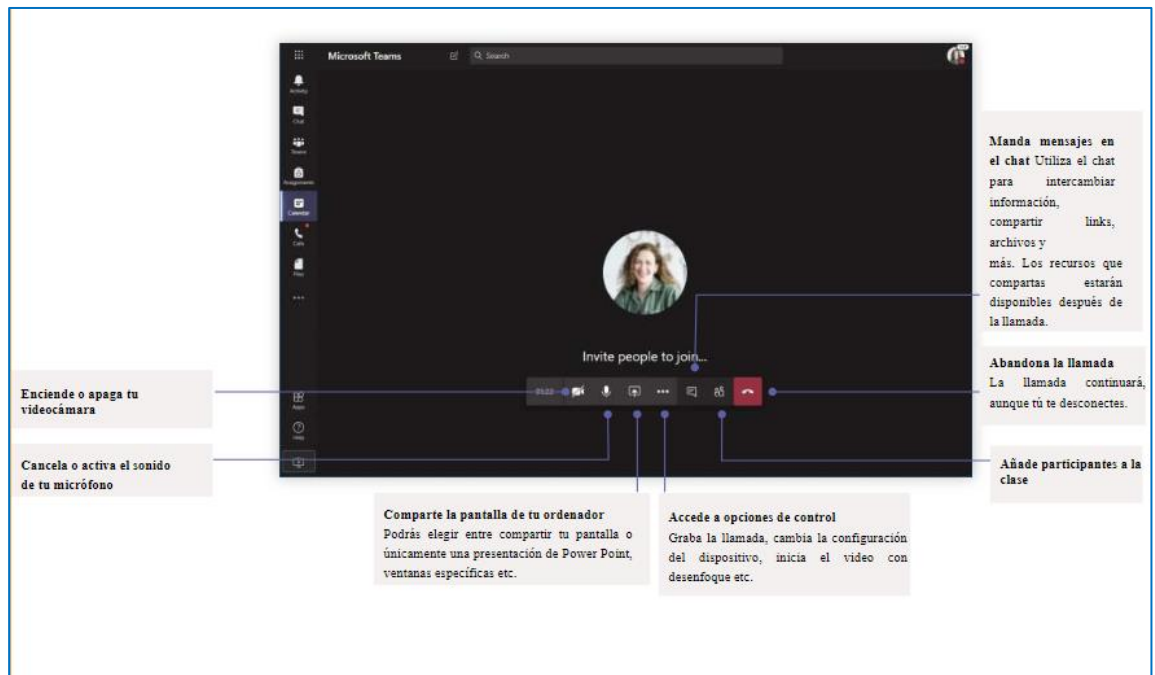 Microsoft Teams
Search
Activity
Chat
Teams
Assignments
Calendar
Calls
Files
Apps
Help
Invite people to join...
Manda mensajes en
el chat Utiliza el chat
para intercambiar
información,
compartir links,
archivos y
más. Los recursos que
compartas estarán
disponibles después de
la llamada.
Abandona la llamada
La llamada continuará,
aunque tú te desconectes.
Enciende o apaga tu
videocámara
Cancela o activa el sonido
de tu micrófono
Añade participantes a la
clase
Comparte la pantalla de tu ordenador
Podrás elegir entre compartir tu pantalla o
únicamente una presentación de Power Point,
ventanas específicas etc.
Accede a opciones de control
Graba la llamada, cambia la configuración
del dispositivo, inicia el video con
desenfoque etc.